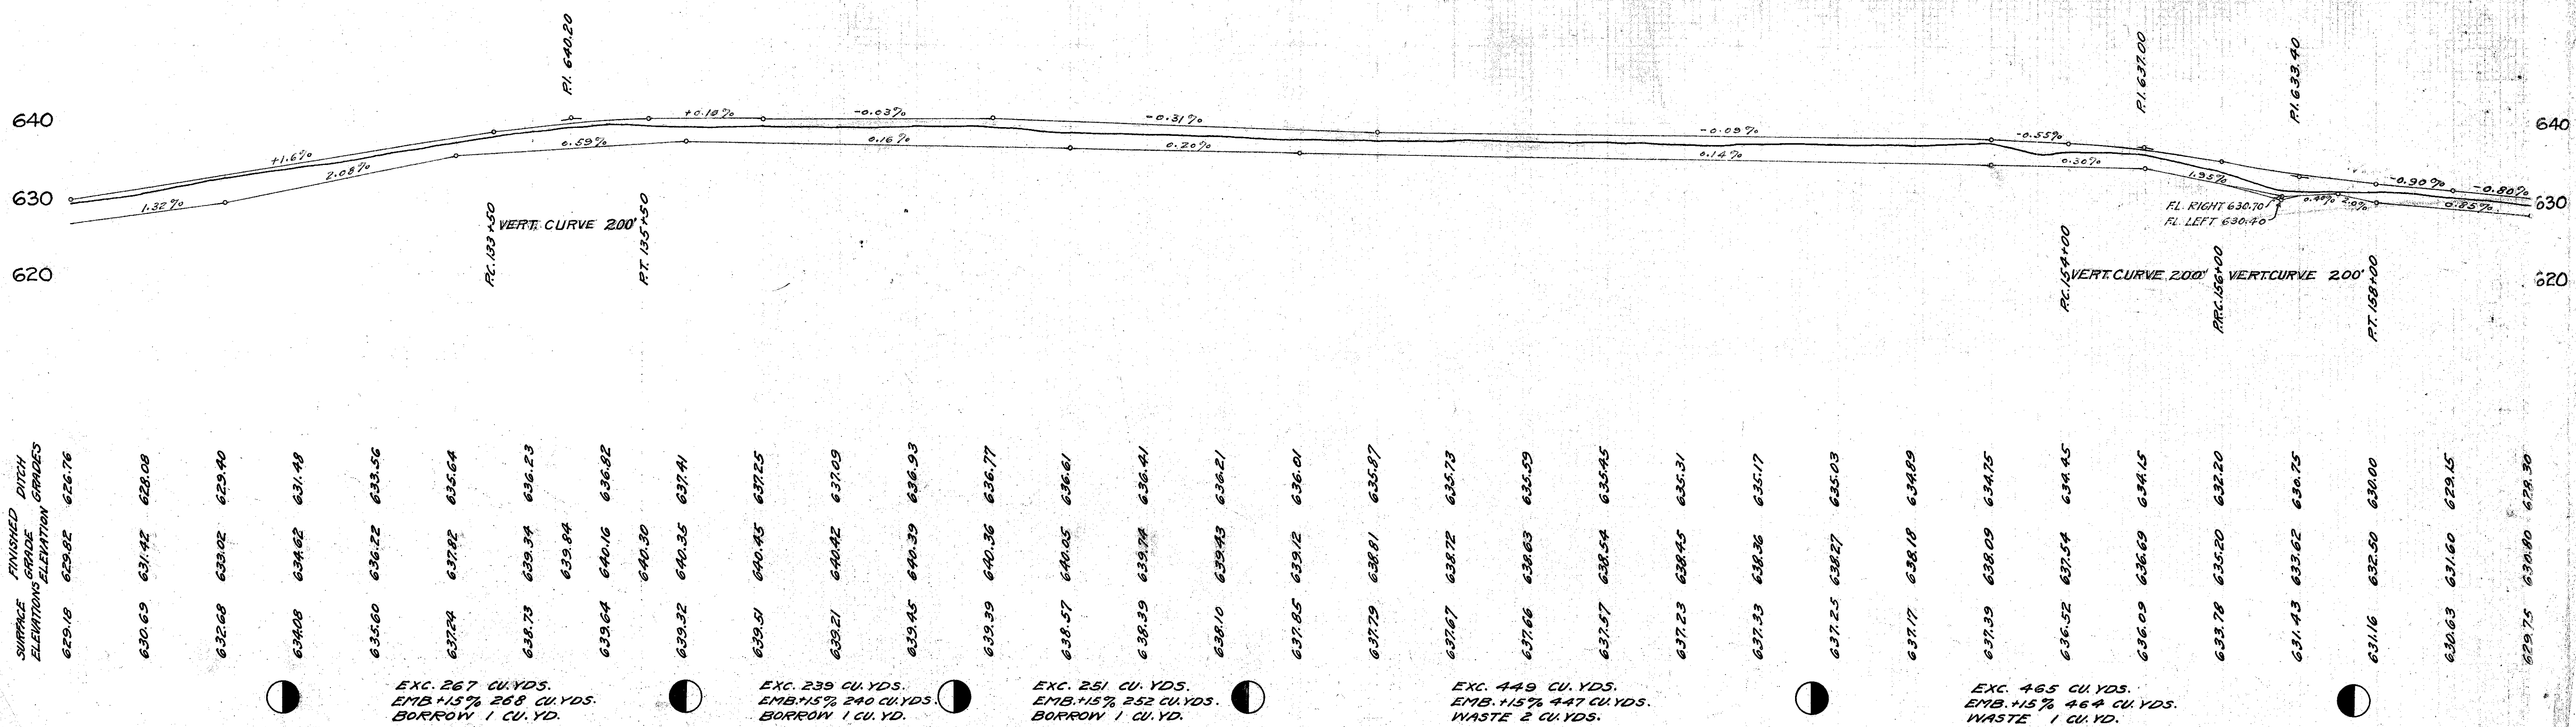 P.I. 640.20
P.I. 637.00
P.I. 633.40
640
640
+1.6%
+0.10%
-0.03%
-0.31%
-0.09%
-0.55%
-0.90%
-0.80%
1.32%
2.08%
0.59%
0.16%
0.20%
0.14%
0.30%
1.95%
0.40%
2.0%
0.85%
630
630
F.L. RIGHT 630.70
F.L. LEFT 630.40
P.C. 133+50
VERT. CURVE 200'
P.T. 135+50
P.C. 154+00
VERT. CURVE 200'
P.R.C. 156+00
VERT. CURVE 200'
P.T. 158+00
620
620
DITCH GRADES
626.76 628.08 629.40 631.48 633.56 635.64 636.23 636.82 637.41 637.25 637.09 636.93 636.77 636.61 636.41 636.21 636.01 635.87 635.73 635.59 635.45 635.31 635.17 635.03 634.89 634.75 634.45 634.15 632.20 630.75 630.00 629.15 628.30
FINISHED GRADE ELEVATION
629.82 631.42 633.02 634.62 636.22 637.82 639.34 639.84 640.16 640.30 640.35 640.45 640.42 640.39 640.36 640.05 639.74 639.43 639.12 638.81 638.72 638.63 638.54 638.45 638.36 638.27 638.18 638.09 637.54 636.69 635.20 633.62 632.50 631.60 630.80
SURFACE ELEVATIONS GRADE
629.18 630.69 632.68 634.08 635.60 637.24 638.73 639.64 639.32 639.51 639.21 639.45 639.39 638.57 638.39 638.10 637.85 637.79 637.67 637.66 637.57 637.23 637.33 637.25 637.17 637.39 636.52 636.09 633.78 631.43 631.16 630.63 629.75
EXC. 267 CU. YDS.
EMB.+15% 268 CU. YDS.
BORROW 1 CU. YD.
EXC. 239 CU. YDS.
EMB.+15% 240 CU. YDS.
BORROW 1 CU. YD.
EXC. 251 CU. YDS.
EMB.+15% 252 CU. YDS.
BORROW 1 CU. YD.
EXC. 449 CU. YDS.
EMB.+15% 447 CU. YDS.
WASTE 2 CU. YDS.
EXC. 465 CU. YDS.
EMB.+15% 464 CU. YDS.
WASTE 1 CU. YD.